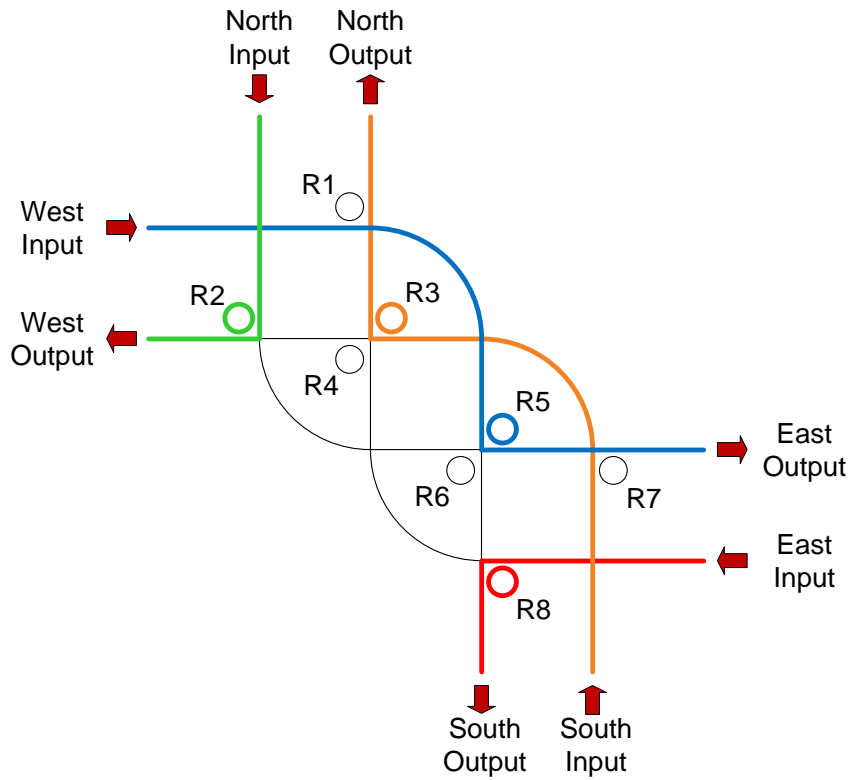 North
Input
North
Output
R1
West
Input
R2
R3
West
Output
R4
R5
East
Output
R6
R7
East
Input
R8
South
Output
South
Input